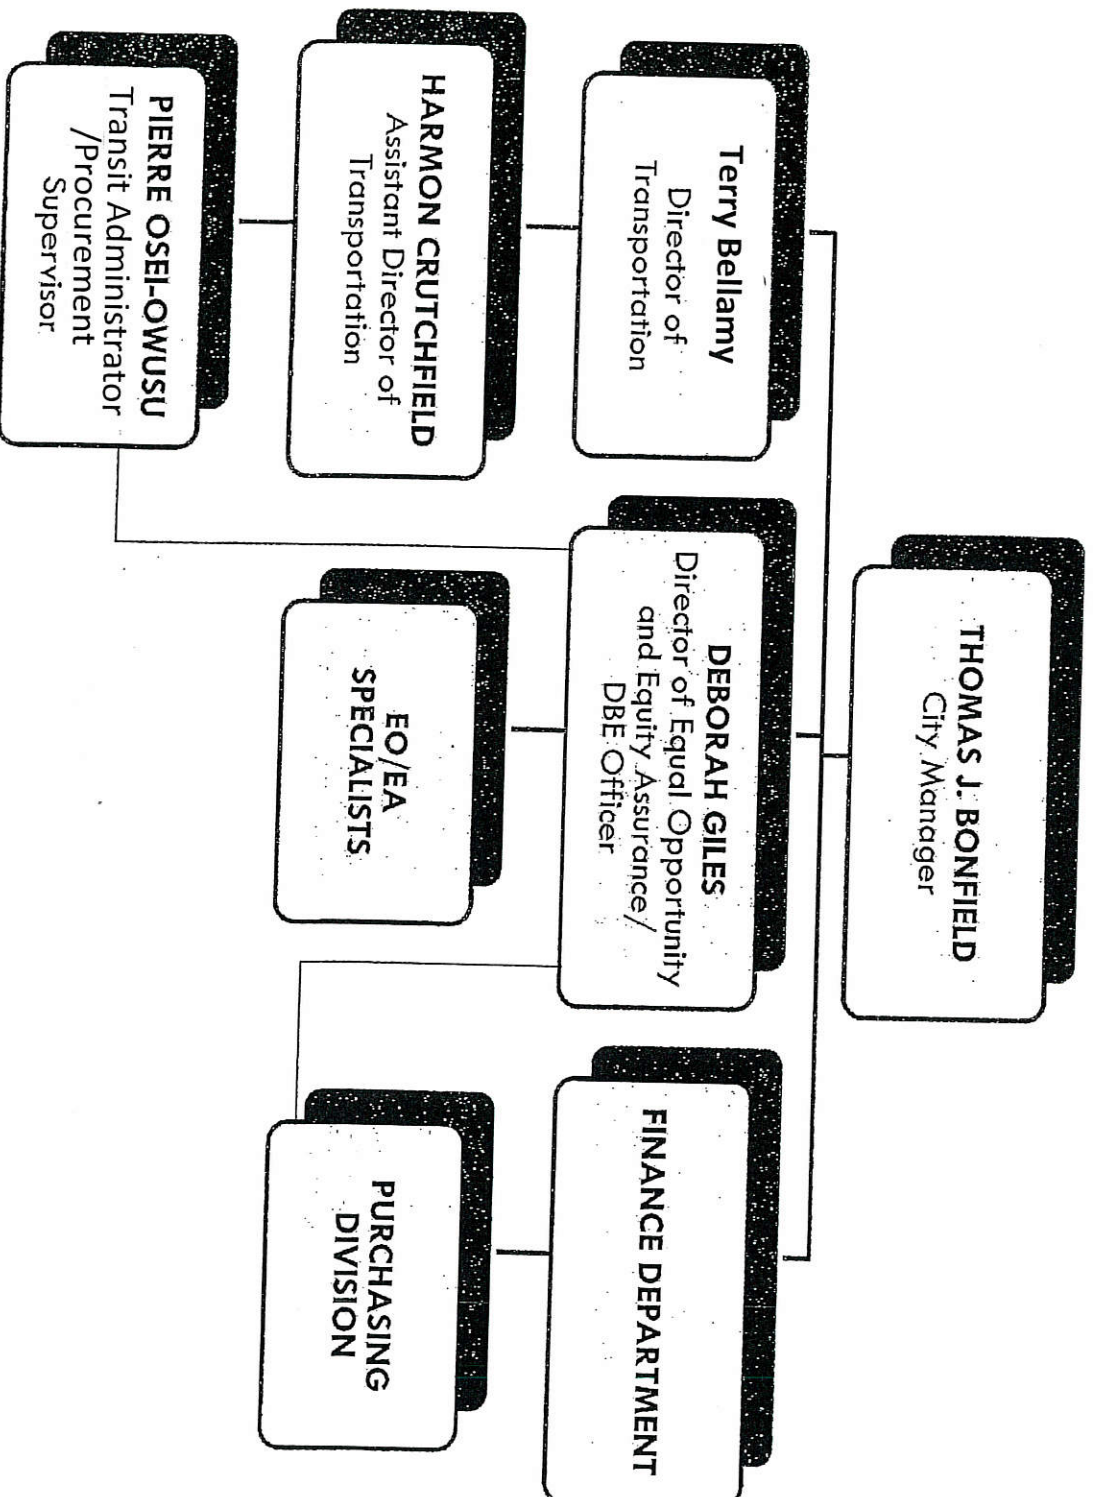 THOMAS J. BONFIELD
City Manager
Terry Bellamy
Director of
Transportation
DEBORAH GILES
Director of Equal Opportunity
and Equity Assurance/
DBE Officer
FINANCE DEPARTMENT
HARMON CRUTCHFIELD
Assistant Director of
Transportation
EO/EA
SPECIALISTS
PURCHASING
DIVISION
PIERRE OSEI-OWUSU
Transit Administrator
/Procurement
Supervisor